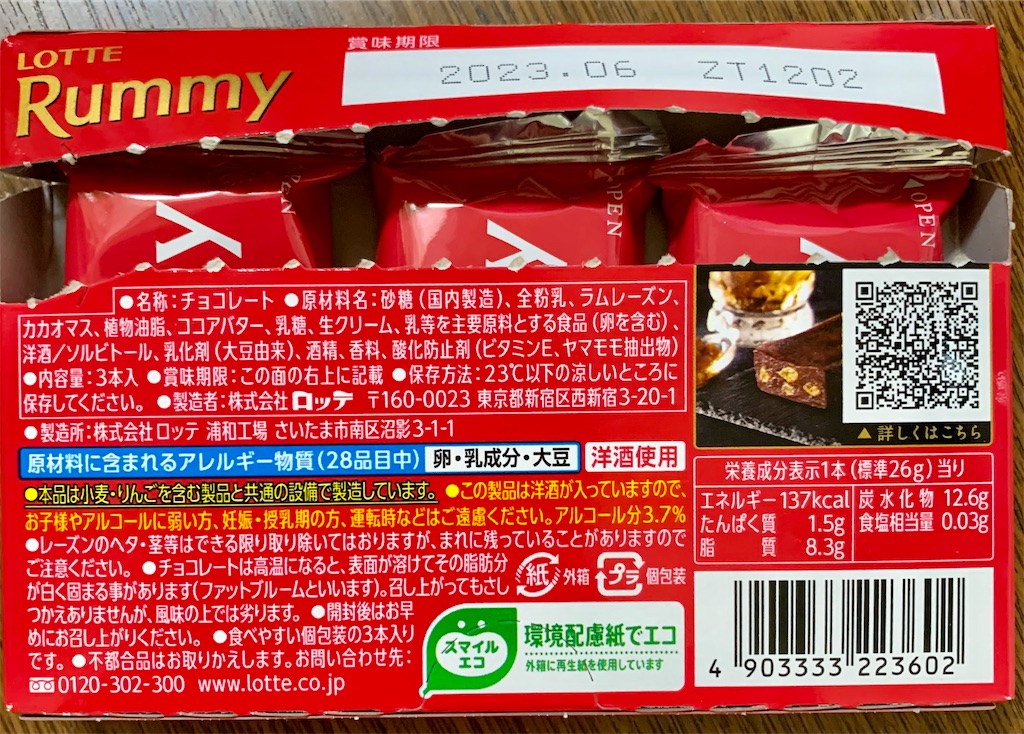 LOTTE
Rummy
賞味期限
2023.06 ZT1202
y
y
OPEN
OPEN
●名称：チョコレート ●原材料名：砂糖（国内製造）、全粉乳、ラムレーズン、
カカオマス、植物油脂、ココアバター、乳糖、生クリーム、乳等を主要原料とする食品（卵を含む）、
洋酒／ソルビトール、乳化剤（大豆由来）、酒精、香料、酸化防止剤（ビタミンE、ヤマモモ抽出物）
●内容量：3本入 ●賞味期限：この面の右上に記載 ●保存方法：23℃以下の涼しいところに
保存してください。 ●製造者：株式会社ロッテ 〒160-0023 東京都新宿区西新宿3-20-1
●製造所：株式会社ロッテ 浦和工場 さいたま市南区沼影3-1-1
原材料に含まれるアレルギー物質（28品目中） 卵・乳成分・大豆 洋酒使用
●本品は小麦・りんごを含む製品と共通の設備で製造しています。 ●この製品は洋酒が入っていますので、
お子様やアルコールに弱い方、妊娠・授乳期の方、運転時などはご遠慮ください。アルコール分3.7%
●レーズンのヘタ・茎等はできる限り取り除いてはおりますが、まれに残っていることがありますので
ご注意ください。 ●チョコレートは高温になると、表面が溶けてその脂肪分
が白く固まる事があります（ファットブルームといいます）。召し上がってもさし
つかえありませんが、風味の上では劣ります。 ●開封後はお早
めにお召し上がりください。 ●食べやすい個包装の3本入り
です。 ●不都合品はお取りかえします。お問い合わせ先：
0120-302-300 www.lotte.co.jp
紙 外箱 プラ 個包装
スマイル
エコ
環境配慮紙でエコ
外箱に再生紙を使用しています
▲詳しくはこちら
栄養成分表示1本（標準26g）当り
エネルギー 137kcal 炭水化物 12.6g
たんぱく質 1.5g 食塩相当量 0.03g
脂質 8.3g
4 903333 223602